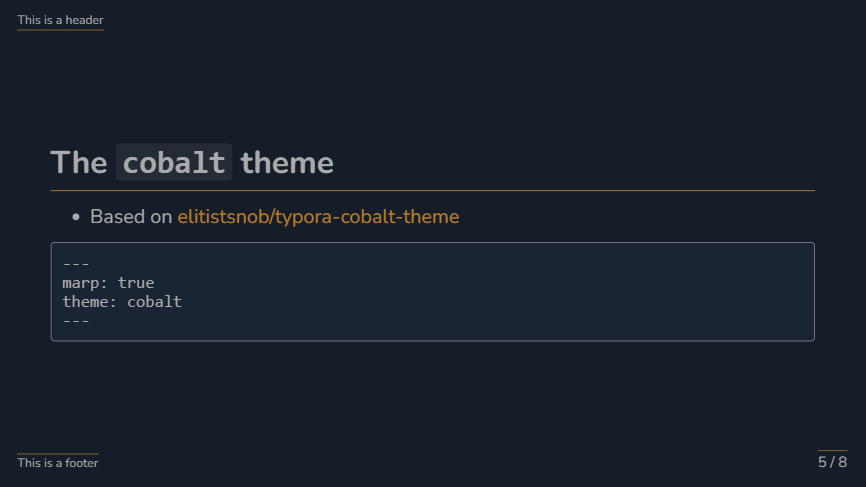 This is a header
The cobalt theme
Based on elitistsnob/typora-cobalt-theme
---
marp: true
theme: cobalt
---
This is a footer
5 / 8